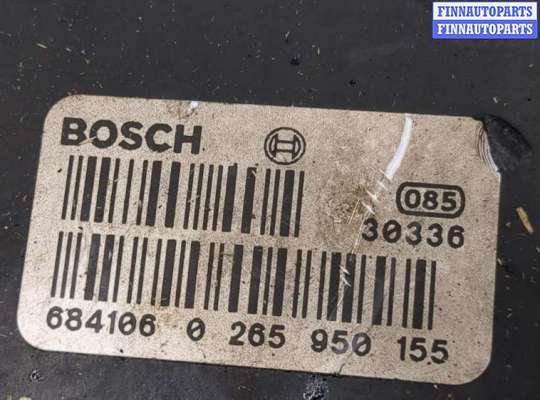 FINNAUTOPARTS
FINNAUTOPARTS
BOSCH
085
30336
684106 0 265 950 155